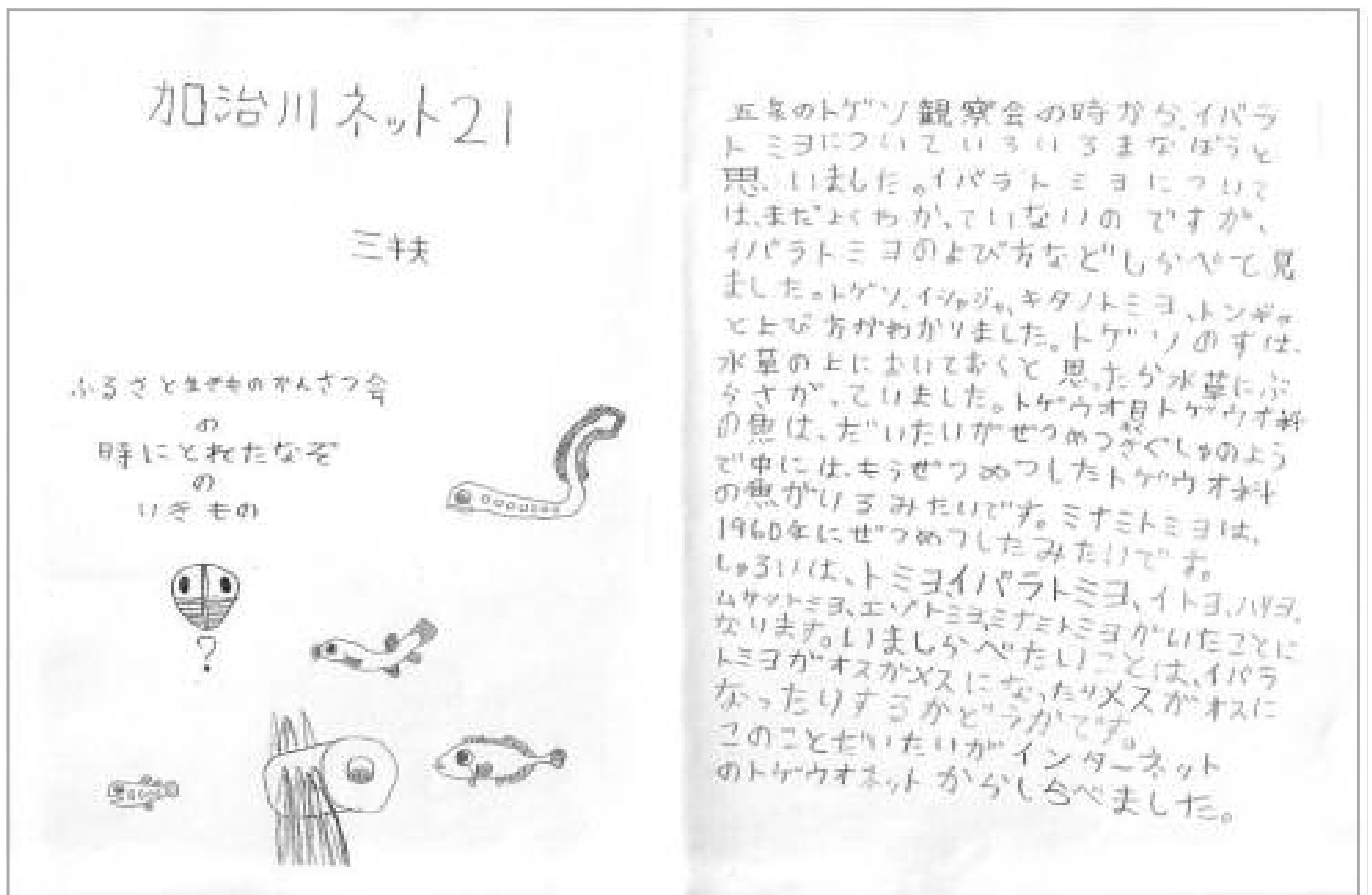 加治川ネット21
ふるさと生きものかんさつ会
の
時にとれたなぞ
の
いきもの
?
五年のトゲソ観察会の時から、イバラ
トミヨについていろいろまなぼうと
思いました。イバラトミヨについて
は、まだよくわかっていないのですが、
イバラトミヨのよび方などしらべて見
ました。トゲソ、イシャジャ、キタノトミヨ、トンギョ
とよび方がわかりました。トゲソのすは、
水草の上においておくと思ったら水草にぶ
らさがっていました。トゲウオ目トゲウオ科
の魚は、だいたいがぜつめつきぐしゅのよう
で中には、もうぜつめつしたトゲウオ科
の魚がいるみたいです。ミナミトミヨは、
1960年にぜつめつしたみたいです。
しゅるいは、トミヨ、イバラトミヨ、イトヨ、ハリヨ、
ムサシトミヨ、エゾトミヨ、ミナミトミヨがいたことに
なります。いましらべたいことは、イバラ
トミヨがオスがメスになったりメスがオスに
なったりするかどうかです。
このことだいたいがインターネット
のトゲウオネットからしらべました。